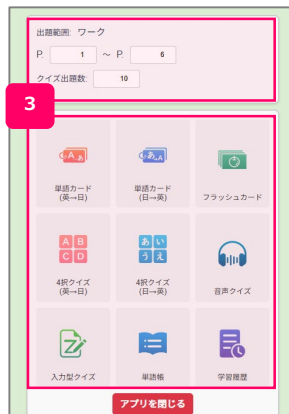 出題範囲: ワーク
P. 1 ～ P. 6
クイズ出題数: 10
3
A あ
あ A
単語カード
(英→日)
単語カード
(日→英)
フラッシュカード
A B
C D
あ い
う え
4択クイズ
(英→日)
4択クイズ
(日→英)
音声クイズ
入力型クイズ
単語帳
学習履歴
アプリを閉じる